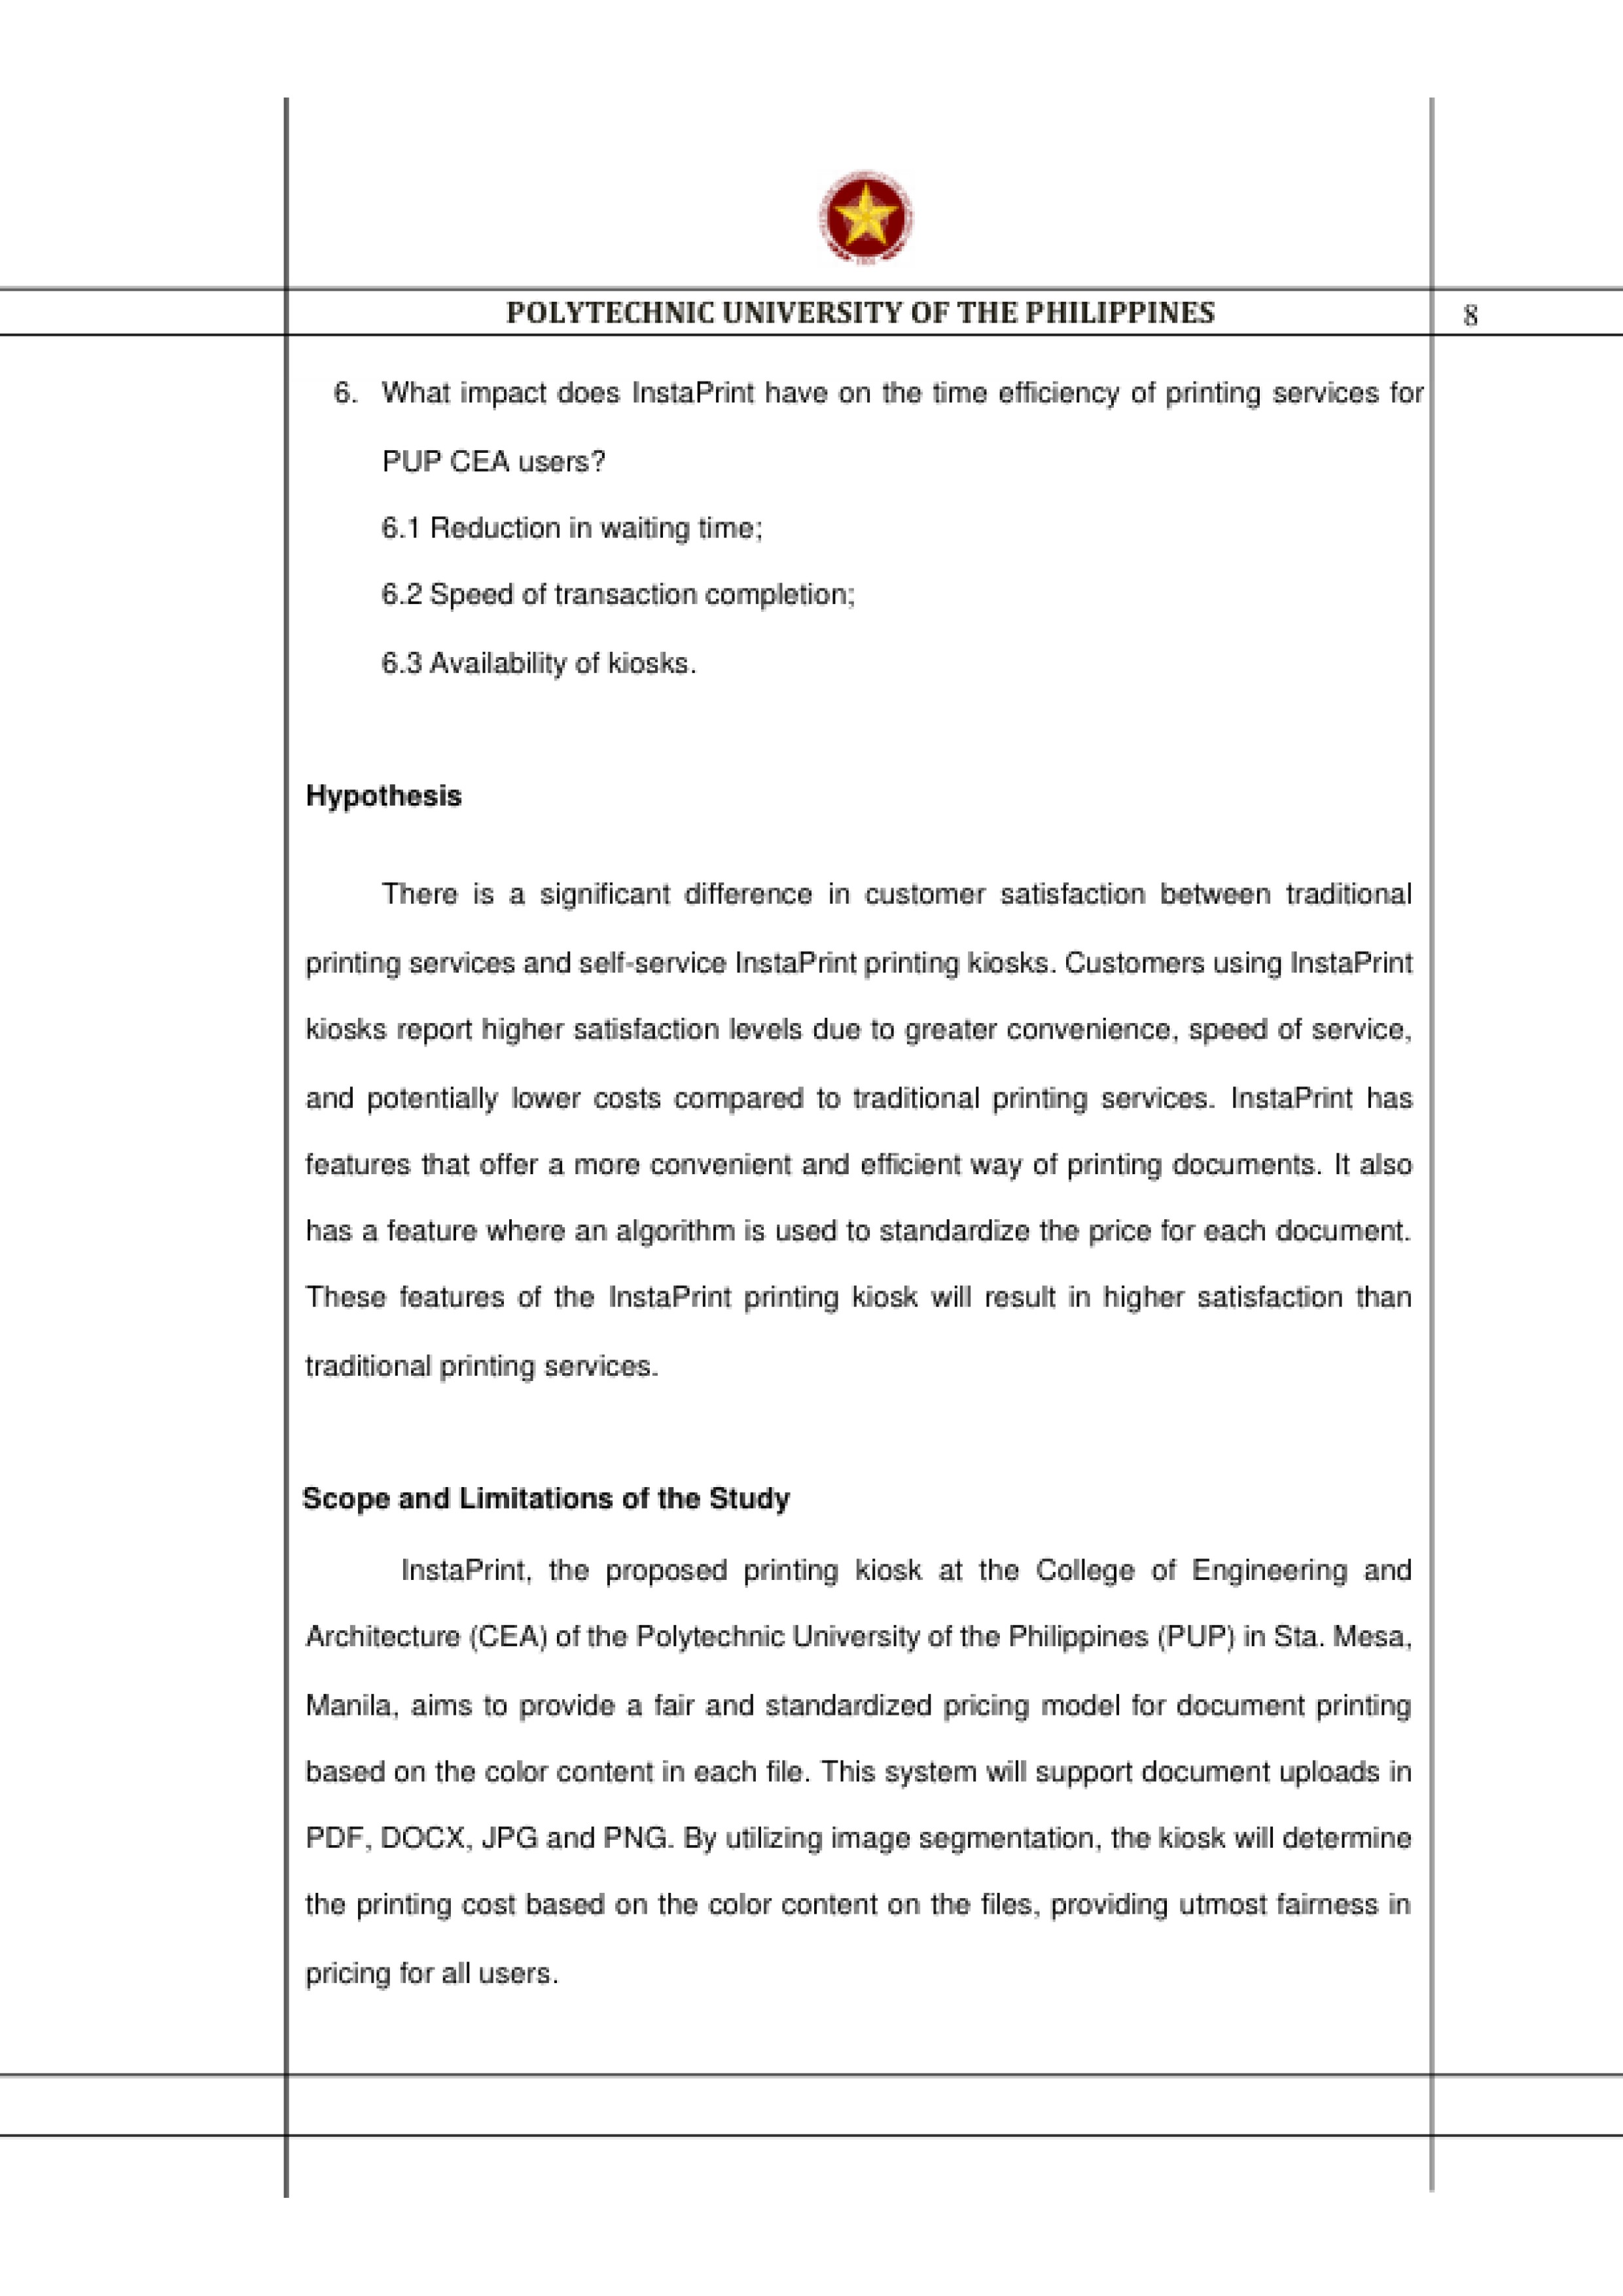 POLYTECHNIC UNIVERSITY OF THE PHILIPPINES
8
6. What impact does InstaPrint have on the time efficiency of printing services for
PUP CEA users?
6.1 Reduction in waiting time;
6.2 Speed of transaction completion;
6.3 Availability of kiosks.
Hypothesis
There is a significant difference in customer satisfaction between traditional
printing services and self-service InstaPrint printing kiosks. Customers using InstaPrint
kiosks report higher satisfaction levels due to greater convenience, speed of service,
and potentially lower costs compared to traditional printing services. InstaPrint has
features that offer a more convenient and efficient way of printing documents. It also
has a feature where an algorithm is used to standardize the price for each document.
These features of the InstaPrint printing kiosk will result in higher satisfaction than
traditional printing services.
Scope and Limitations of the Study
InstaPrint, the proposed printing kiosk at the College of Engineering and
Architecture (CEA) of the Polytechnic University of the Philippines (PUP) in Sta. Mesa,
Manila, aims to provide a fair and standardized pricing model for document printing
based on the color content in each file. This system will support document uploads in
PDF, DOCX, JPG and PNG. By utilizing image segmentation, the kiosk will determine
the printing cost based on the color content on the files, providing utmost fairness in
pricing for all users.